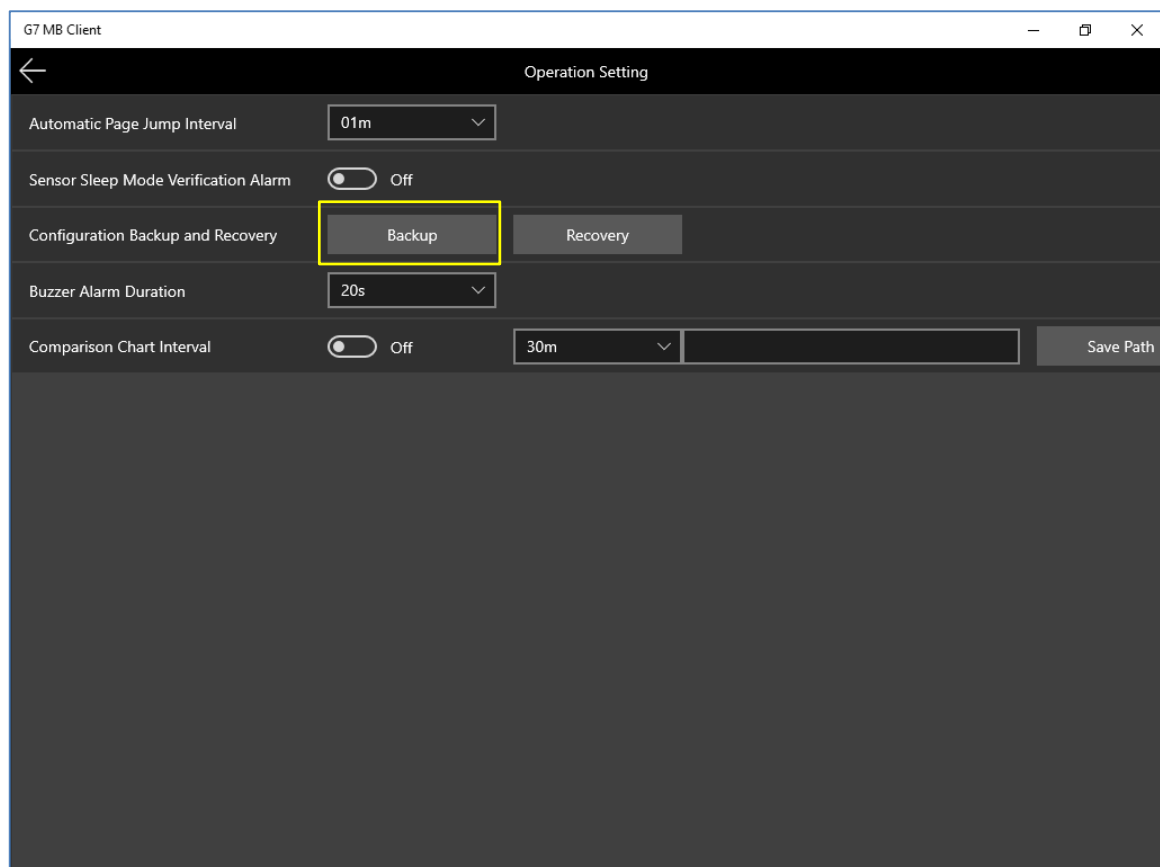 G7 MB Client
Operation Setting
Automatic Page Jump Interval 01m
Sensor Sleep Mode Verification Alarm Off
Configuration Backup and Recovery Backup Recovery
Buzzer Alarm Duration 20s
Comparison Chart Interval Off 30m Save Path